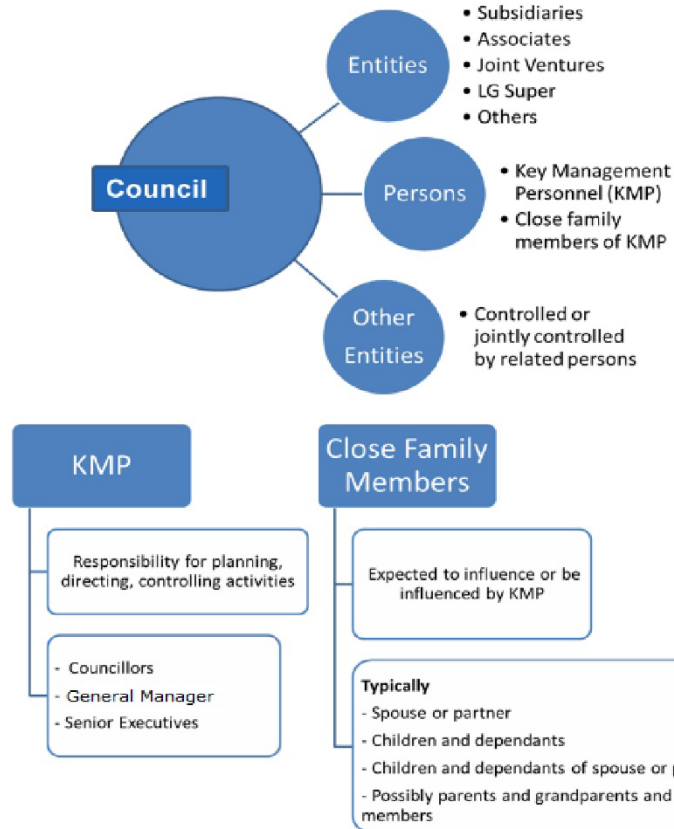 • Subsidiaries
• Associates
• Joint Ventures
• LG Super
• Others
Entities
Council
Persons
• Key Management
Personnel (KMP)
• Close family
members of KMP
Other
Entities
• Controlled or
jointly controlled
by related persons
KMP
Responsibility for planning,
directing, controlling activities
- Councillors
- General Manager
- Senior Executives
Close Family
Members
Expected to influence or be
influenced by KMP
Typically
- Spouse or partner
- Children and dependants
- Children and dependants of spouse or
- Possibly parents and grandparents and
members